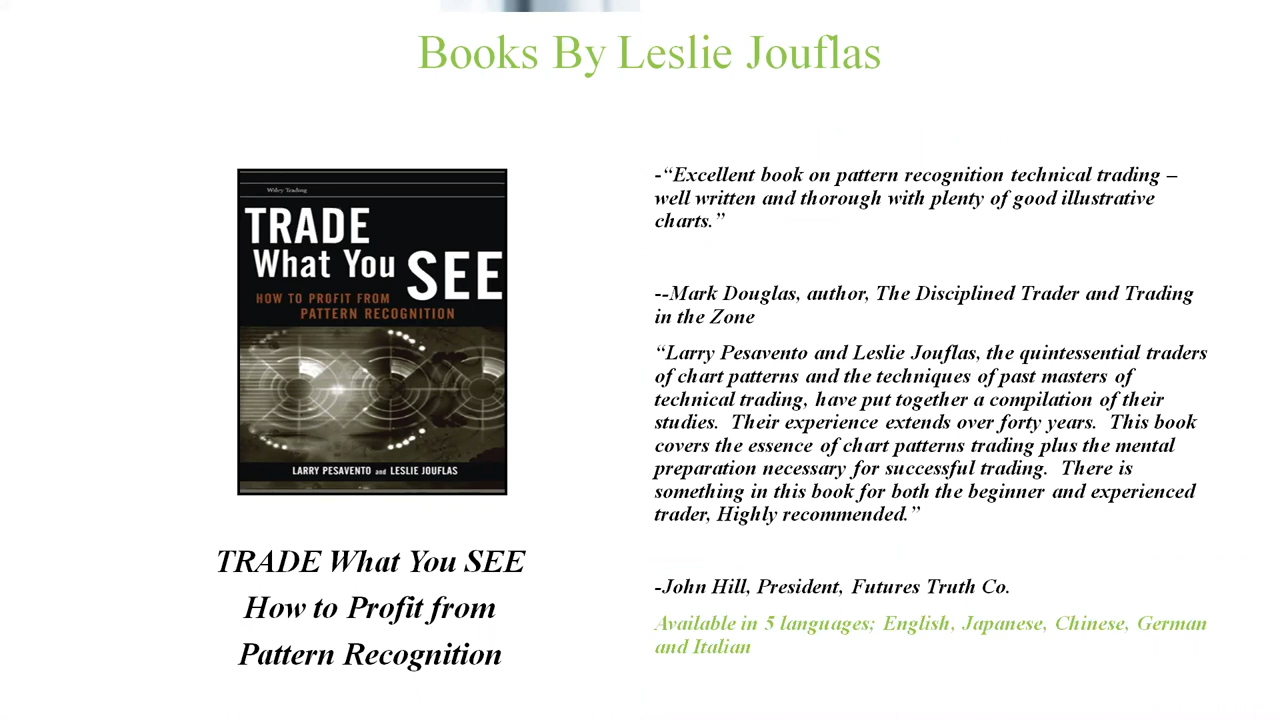 Books By Leslie Jouflas
Wiley Trading
TRADE
What You SEE
HOW TO PROFIT FROM
PATTERN RECOGNITION
LARRY PESAVENTO and LESLIE JOUFLAS
TRADE What You SEE
How to Profit from
Pattern Recognition
-“Excellent book on pattern recognition technical trading –
well written and thorough with plenty of good illustrative
charts.”
--Mark Douglas, author, The Disciplined Trader and Trading
in the Zone
“Larry Pesavento and Leslie Jouflas, the quintessential traders
of chart patterns and the techniques of past masters of
technical trading, have put together a compilation of their
studies.  Their experience extends over forty years.  This book
covers the essence of chart patterns trading plus the mental
preparation necessary for successful trading.  There is
something in this book for both the beginner and experienced
trader, Highly recommended.”
-John Hill, President, Futures Truth Co.
Available in 5 languages; English, Japanese, Chinese, German
and Italian